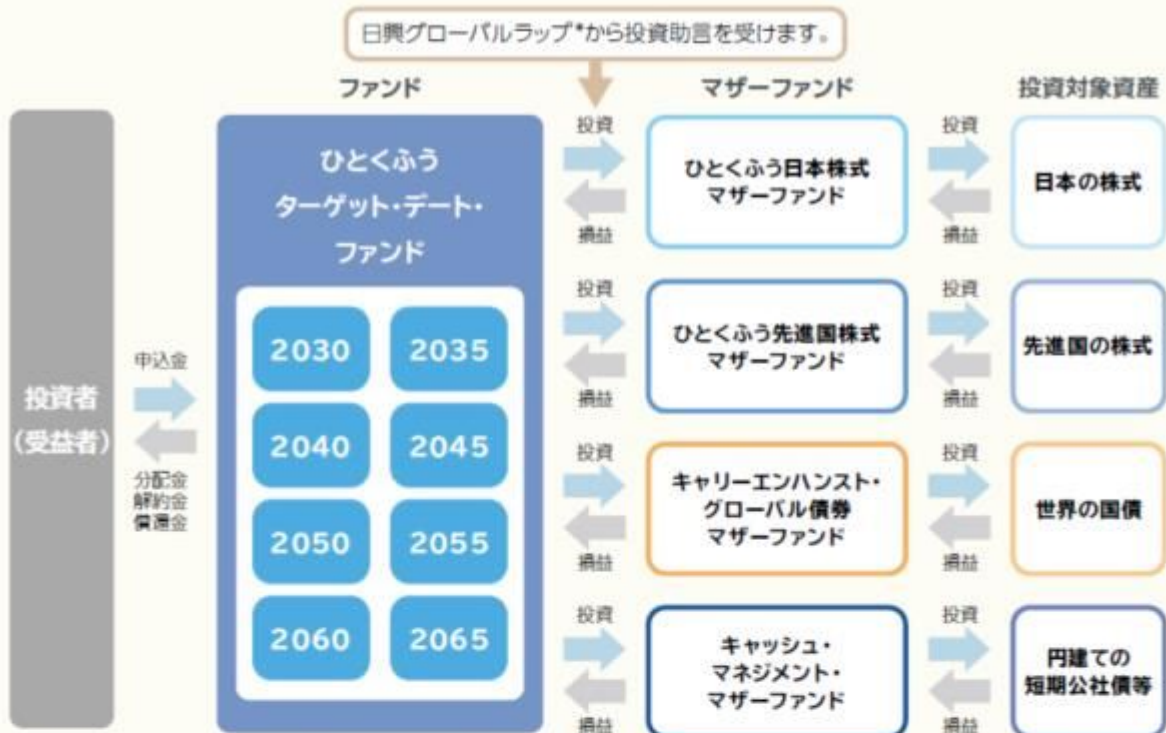 日興グローバルラップ*から投資助言を受けます。
ファンド
マザーファンド
投資対象資産
投資者
(受益者)
申込金
分配金
解約金
償還金
ひとくふう
ターゲット・デート・
ファンド
2030
2035
2040
2045
2050
2055
2060
2065
投資
損益
ひとくふう日本株式
マザーファンド
投資
損益
日本の株式
投資
損益
ひとくふう先進国株式
マザーファンド
投資
損益
先進国の株式
投資
損益
キャリーエンハンスト・
グローバル債券
マザーファンド
投資
損益
世界の国債
投資
損益
キャッシュ・
マネジメント・
マザーファンド
投資
損益
円建ての
短期公社債等